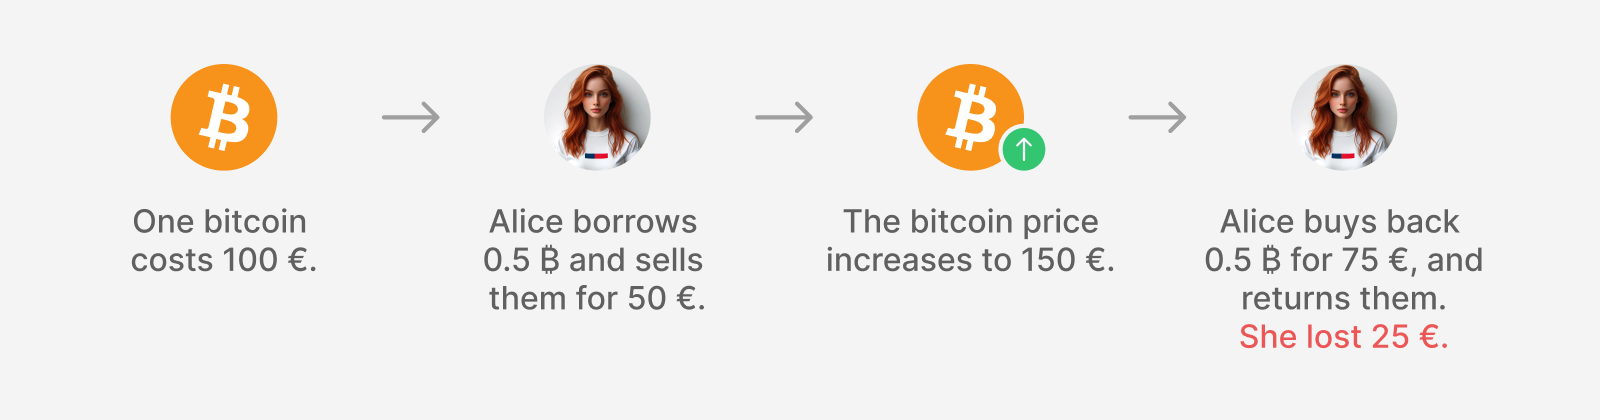 One bitcoin
costs 100 €.
Alice borrows
0.5 ₿ and sells
them for 50 €.
The bitcoin price
increases to 150 €.
Alice buys back
0.5 ₿ for 75 €, and
returns them.
She lost 25 €.